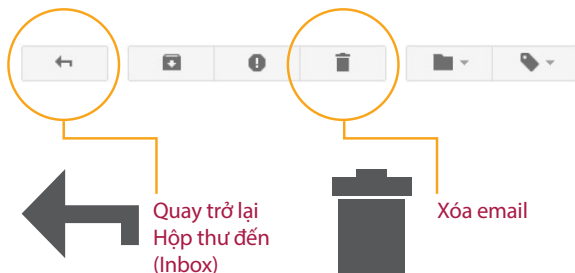 Quay trở lại
Hộp thư đến
(Inbox)
Xóa email